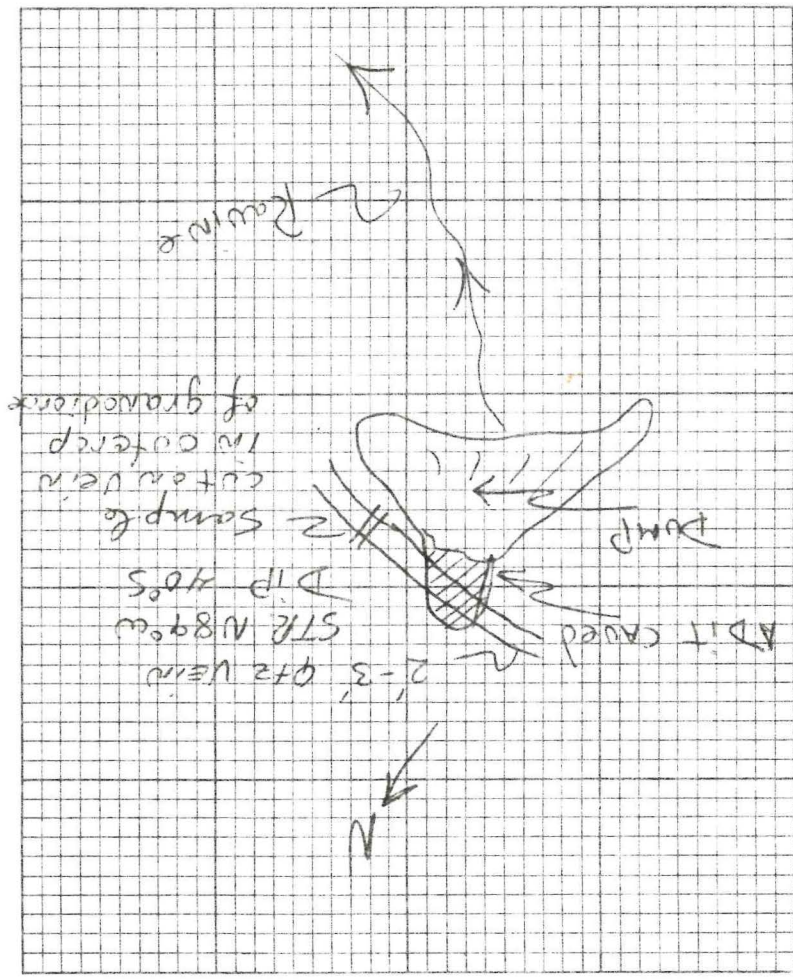 N
2'-3' Qtz vein
STR N89°W
DIP 40°S
ADIT CAVED
DUMP
Sample
cut on vein
in outcrop
of granodiorite
Ravine